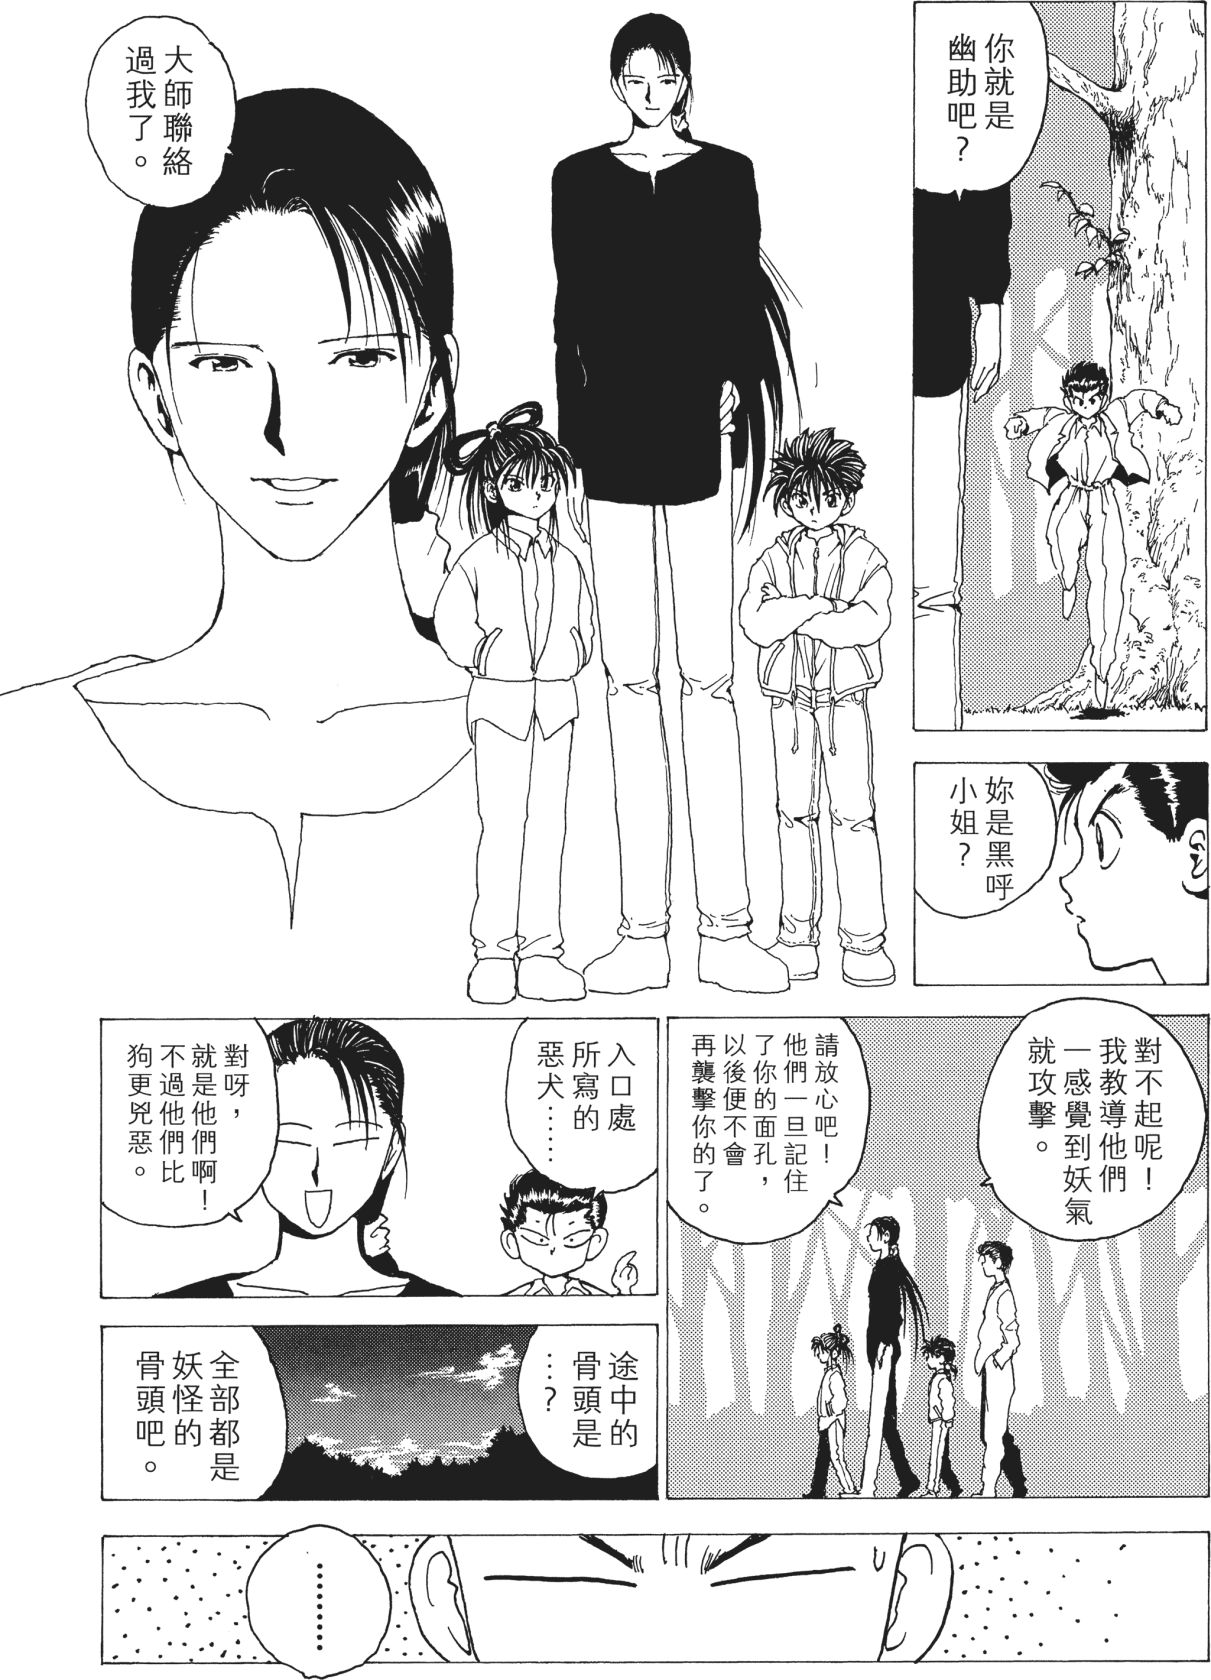 你就是
幽助吧？
妳是黑呼
小姐？
大師聯絡
過我了。
對不起呢！
我教導他們
一感覺到妖氣
就攻擊。
請放心吧！
他們一旦記住
了你的面孔，
以後便不會
再襲擊你的了。
入口處
所寫的
惡犬……
對呀，
就是他們啊！
不過他們比
狗更兇惡。
途中的
骨頭是
…？
全部都是
妖怪的
骨頭吧。
………